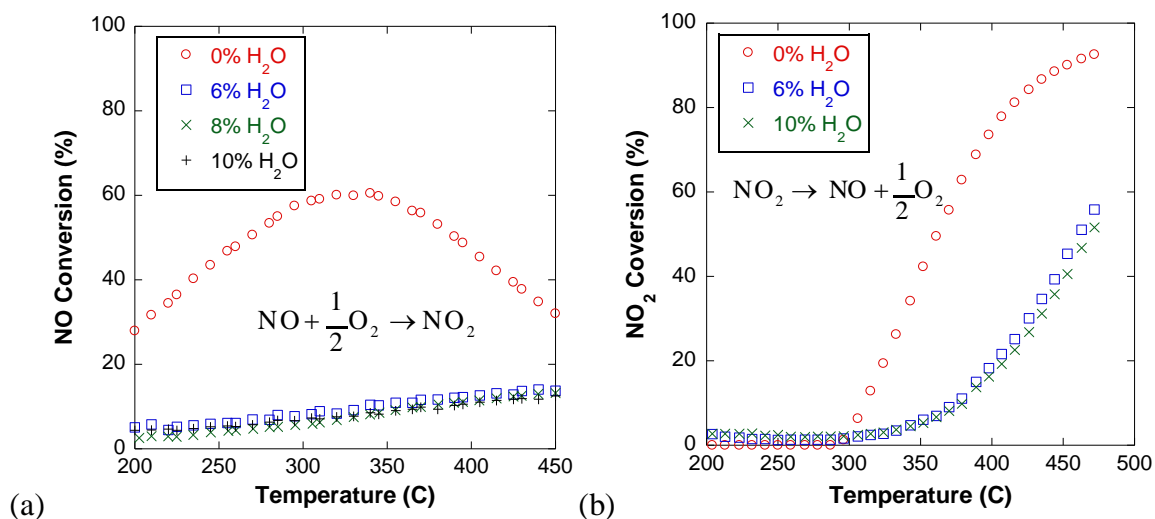 0% H₂O
6% H₂O
8% H₂O
10% H₂O
NO + 1/2 O₂ → NO₂
NO Conversion (%)
100
80
60
40
20
0
200 250 300 350 400 450
Temperature (C)
(a)
0% H₂O
6% H₂O
10% H₂O
NO₂ → NO + 1/2 O₂
NO₂ Coversion (%)
100
80
60
40
20
0
200 250 300 350 400 450 500
Temperature (C)
(b)